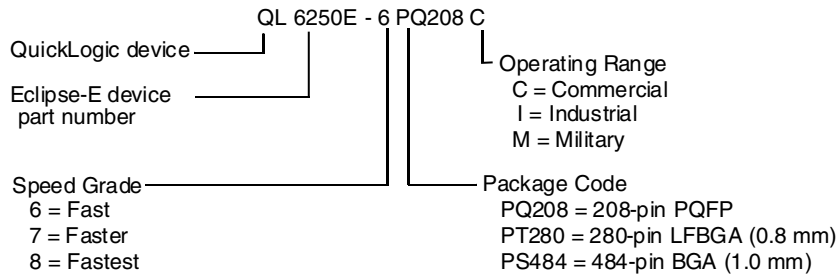 QL 6250E - 6 PQ208 C
QuickLogic device
Eclipse-E device
part number
Operating Range
C = Commercial
I = Industrial
M = Military
Speed Grade
6 = Fast
7 = Faster
8 = Fastest
Package Code
PQ208 = 208-pin PQFP
PT280 = 280-pin LFBGA (0.8 mm)
PS484 = 484-pin BGA (1.0 mm)